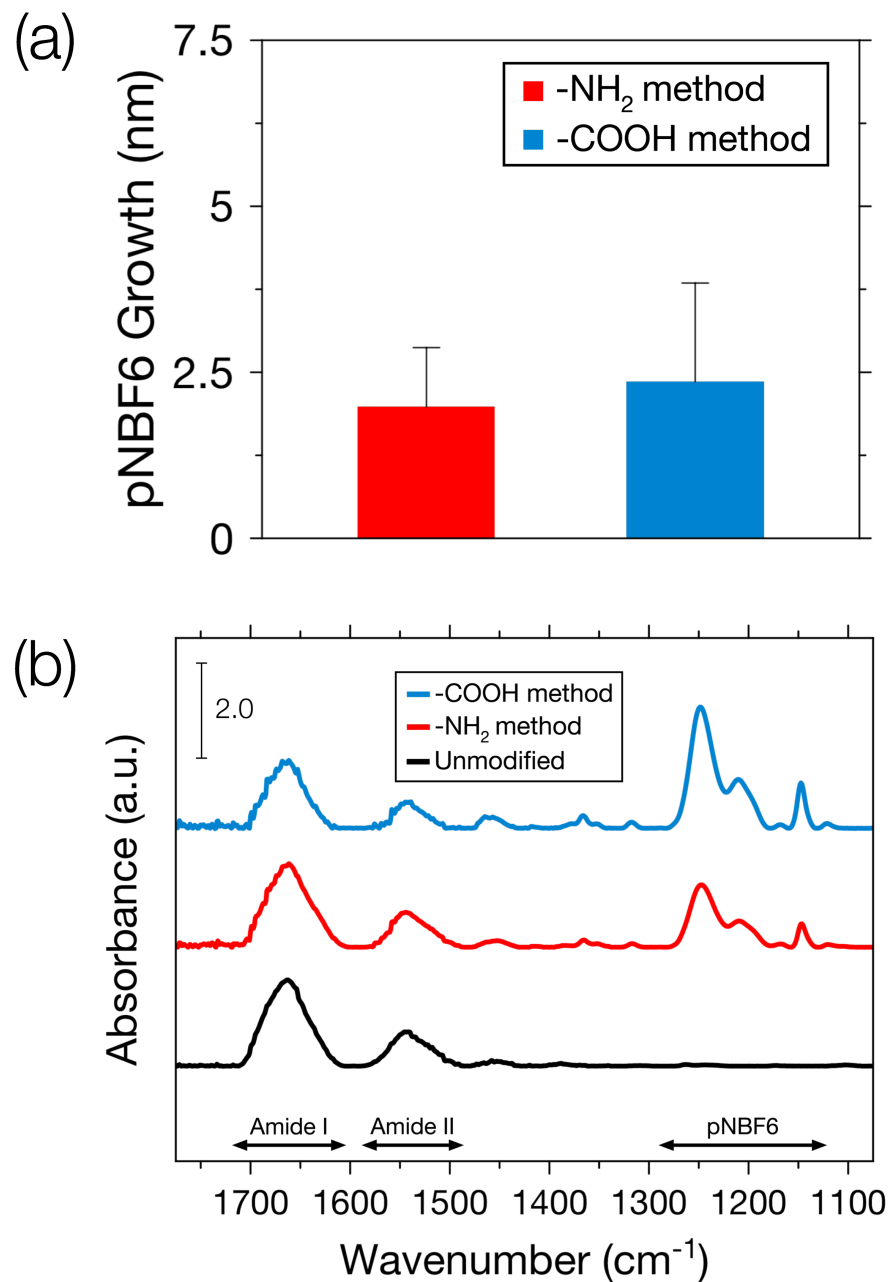 (a)
pNBF6 Growth (nm)
7.5
5
2.5
0
-NH₂ method
-COOH method
(b)
Absorbance (a.u.)
2.0
-COOH method
-NH₂ method
Unmodified
Amide I
Amide II
pNBF6
1700 1600 1500 1400 1300 1200 1100
Wavenumber (cm⁻¹)